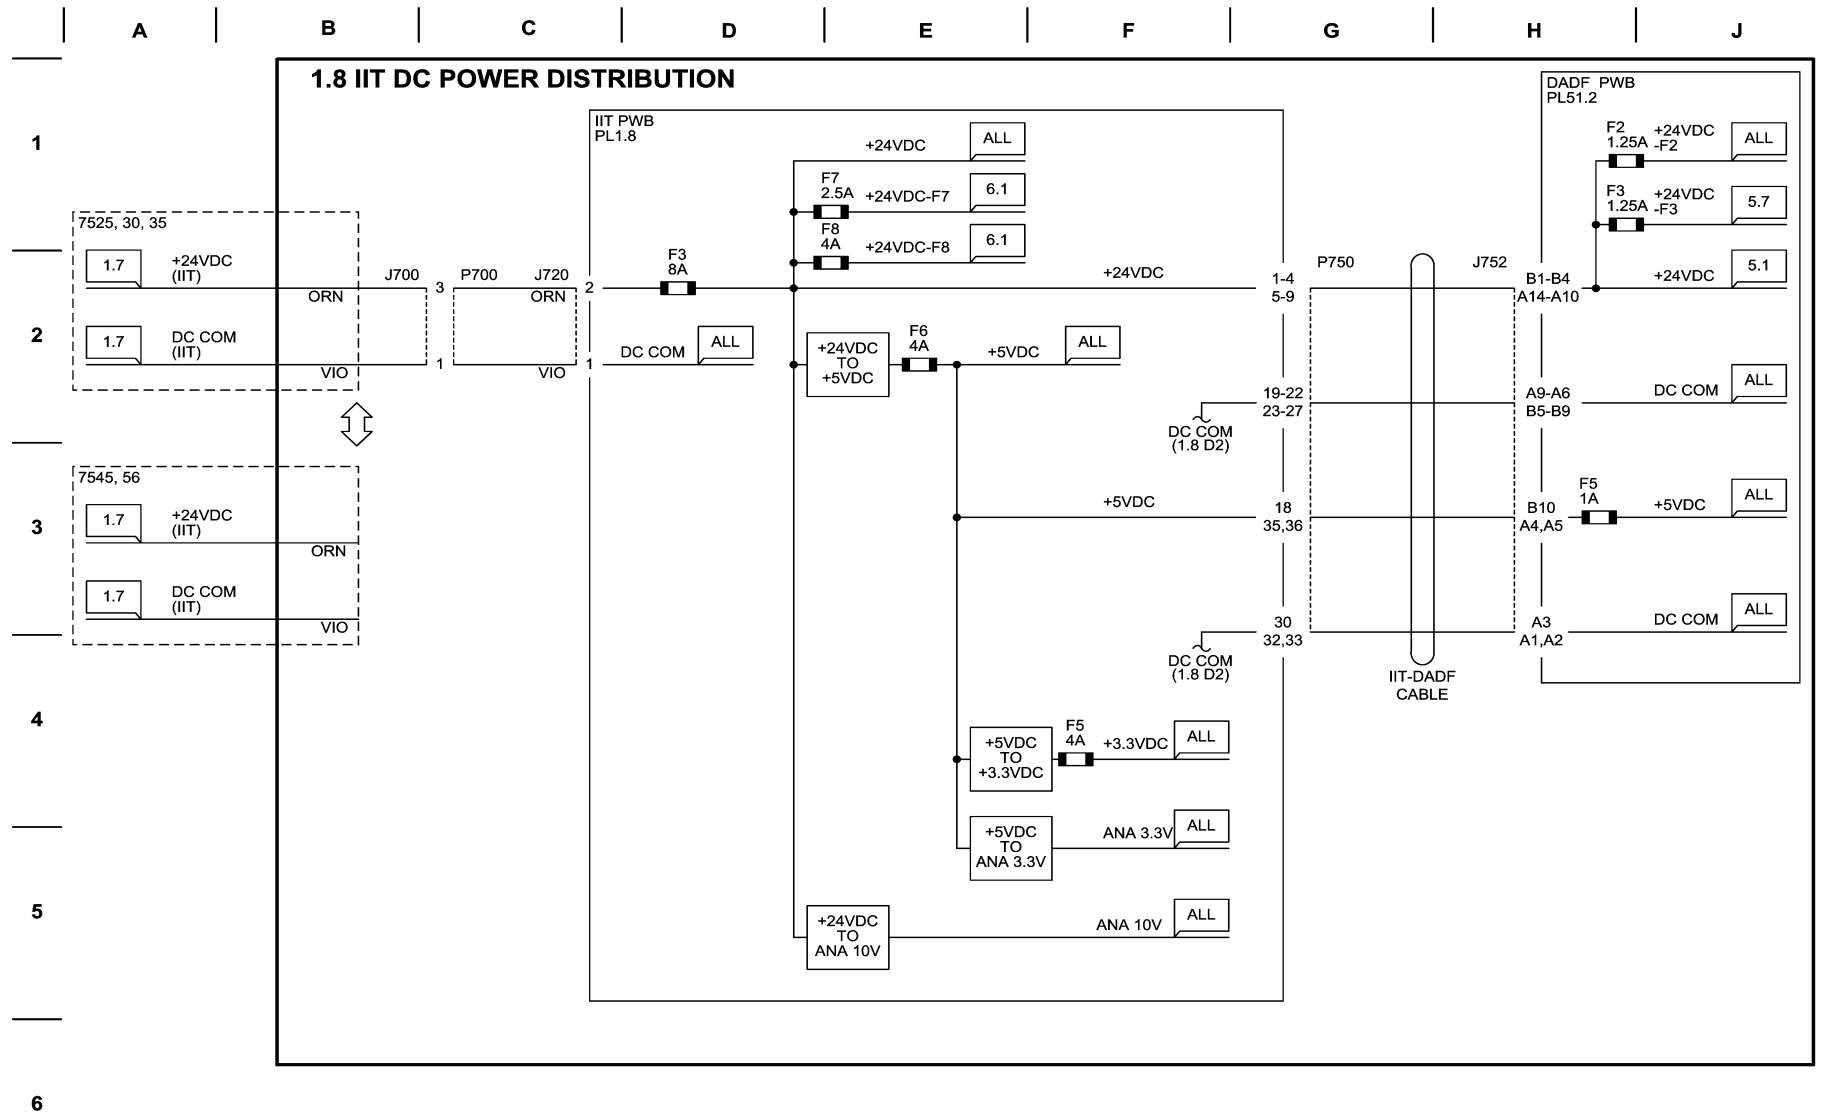 A B C D E F G H J
1
2
3
4
5
6
1.8 IIT DC POWER DISTRIBUTION
7525, 30, 35
1.7
+24VDC
(IIT)
ORN
1.7
DC COM
(IIT)
VIO
7545, 56
1.7
+24VDC
(IIT)
ORN
1.7
DC COM
(IIT)
VIO
J700
P700
J720
3
ORN
2
1
VIO
1
IIT PWB
PL1.8
F3
8A
DC COM
ALL
+24VDC
ALL
F7
2.5A
+24VDC-F7
6.1
F8
4A
+24VDC-F8
6.1
+24VDC
+24VDC
TO
+5VDC
F6
4A
+5VDC
ALL
DC COM
(1.8 D2)
+5VDC
DC COM
(1.8 D2)
+5VDC
TO
+3.3VDC
F5
4A
+3.3VDC
ALL
+5VDC
TO
ANA 3.3V
ANA 3.3V
ALL
+24VDC
TO
ANA 10V
ANA 10V
ALL
P750
J752
1-4
5-9
19-22
23-27
18
35,36
30
32,33
IIT-DADF
CABLE
DADF PWB
PL51.2
F2
1.25A
+24VDC
-F2
ALL
F3
1.25A
+24VDC
-F3
5.7
B1-B4
A14-A10
+24VDC
5.1
A9-A6
B5-B9
DC COM
ALL
B10
A4,A5
F5
1A
+5VDC
ALL
A3
A1,A2
DC COM
ALL